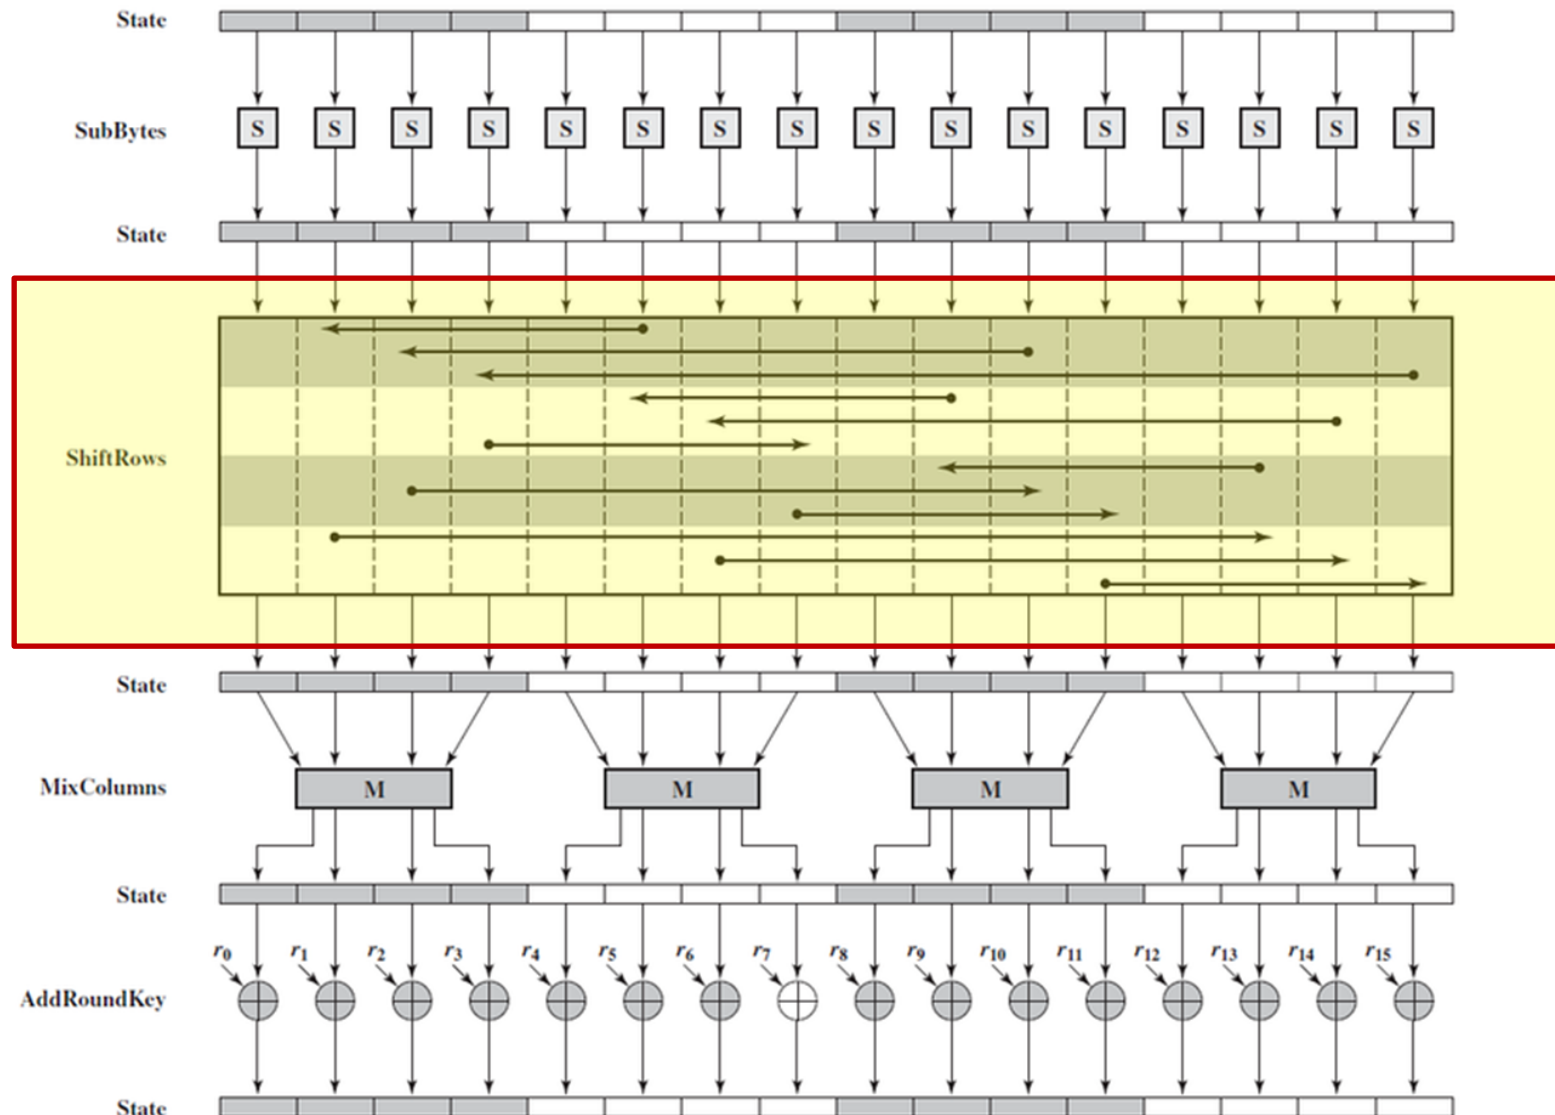 State
SubBytes S S S S S S S S S S S S S S S S
State
ShiftRows
State
MixColumns M M M M
State
r0 r1 r2 r3 r4 r5 r6 r7 r8 r9 r10 r11 r12 r13 r14 r15
AddRoundKey
State